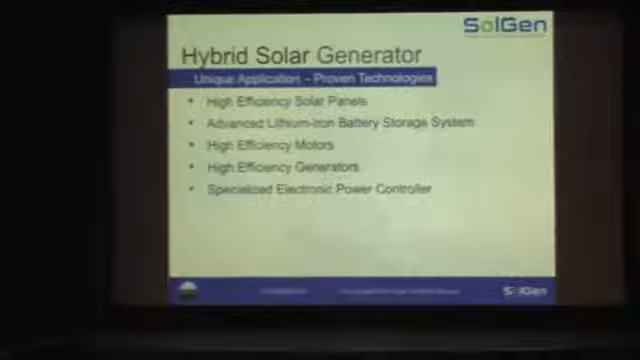 SolGen
Hybrid Solar Generator
Unique Application – Proven Technologies
• High Efficiency Solar Panels
• Advanced Lithium-Iron Battery Storage System
• High Efficiency Motors
• High Efficiency Generators
• Specialized Electronic Power Controller
SolGen